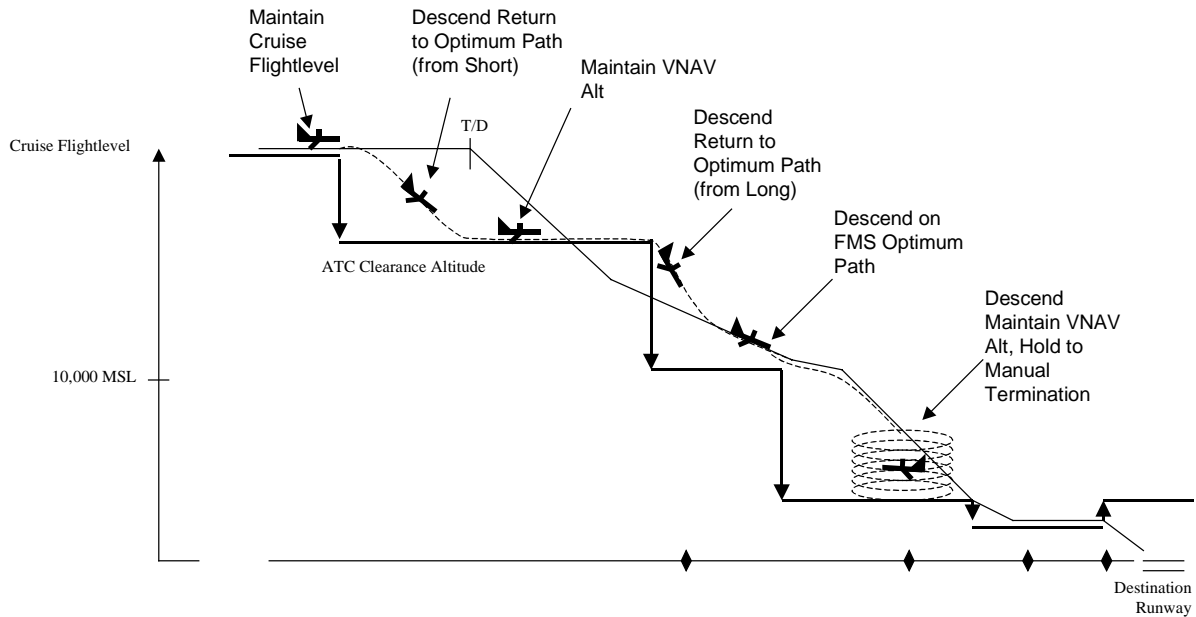 Maintain
Cruise
Flightlevel
Descend Return
to Optimum Path
(from Short)
Maintain VNAV
Alt
T/D
Descend
Return to
Optimum Path
(from Long)
Cruise Flightlevel
Descend on
FMS Optimum
Path
ATC Clearance Altitude
Descend
Maintain VNAV
Alt, Hold to
Manual
Termination
10,000 MSL
Destination
Runway